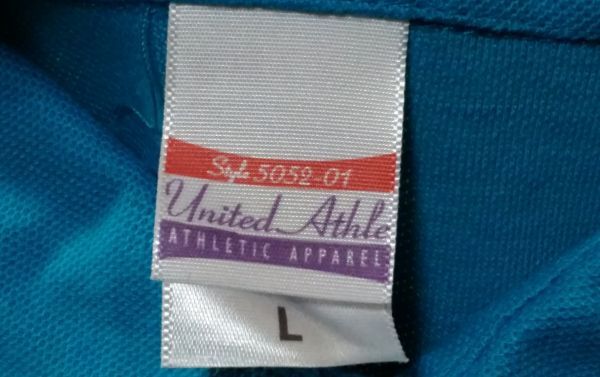 Style 5052-01
United Athle
ATHLETIC APPAREL
L